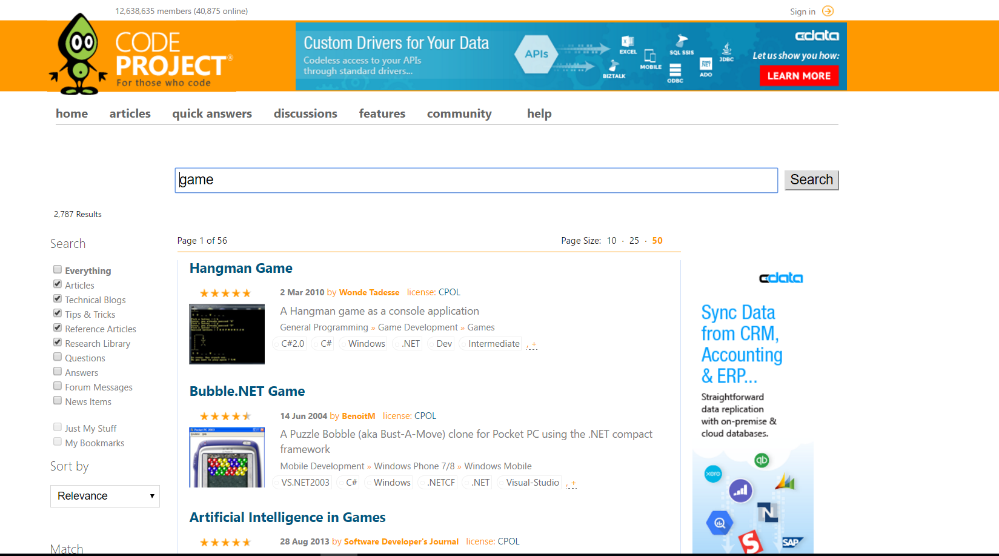 12,638,635 members (40,875 online)
Sign in
CODE
PROJECT®
For those who code
Custom Drivers for Your Data
Codeless access to your APIs
through standard drivers...
APIs
EXCEL
MOBILE
BIZTALK
SQL SSIS
ODBC
.NET
ADO
JDBC
cdata
Let us show you how:
LEARN MORE
home articles quick answers discussions features community help
game
Search
2,787 Results
Search
Everything
Articles
Technical Blogs
Tips & Tricks
Reference Articles
Research Library
Questions
Answers
Forum Messages
News Items
Just My Stuff
My Bookmarks
Sort by
Relevance
Match
Page 1 of 56
Page Size: 10 · 25 · 50
Hangman Game
2 Mar 2010 by Wonde Tadesse license: CPOL
A Hangman game as a console application
General Programming » Game Development » Games
C#2.0 C# Windows .NET Dev Intermediate , +
Bubble.NET Game
14 Jun 2004 by BenoitM license: CPOL
Pocket PC 2003
A Puzzle Bobble (aka Bust-A-Move) clone for Pocket PC using the .NET compact
framework
Mobile Development » Windows Phone 7/8 » Windows Mobile
VS.NET2003 C# Windows .NETCF .NET Visual-Studio , +
Artificial Intelligence in Games
28 Aug 2013 by Software Developer's Journal license: CPOL
cdata
Sync Data
from CRM,
Accounting
& ERP...
Straightforward
data replication
with on-premise &
cloud databases.
xero
qb
N
S
SAP